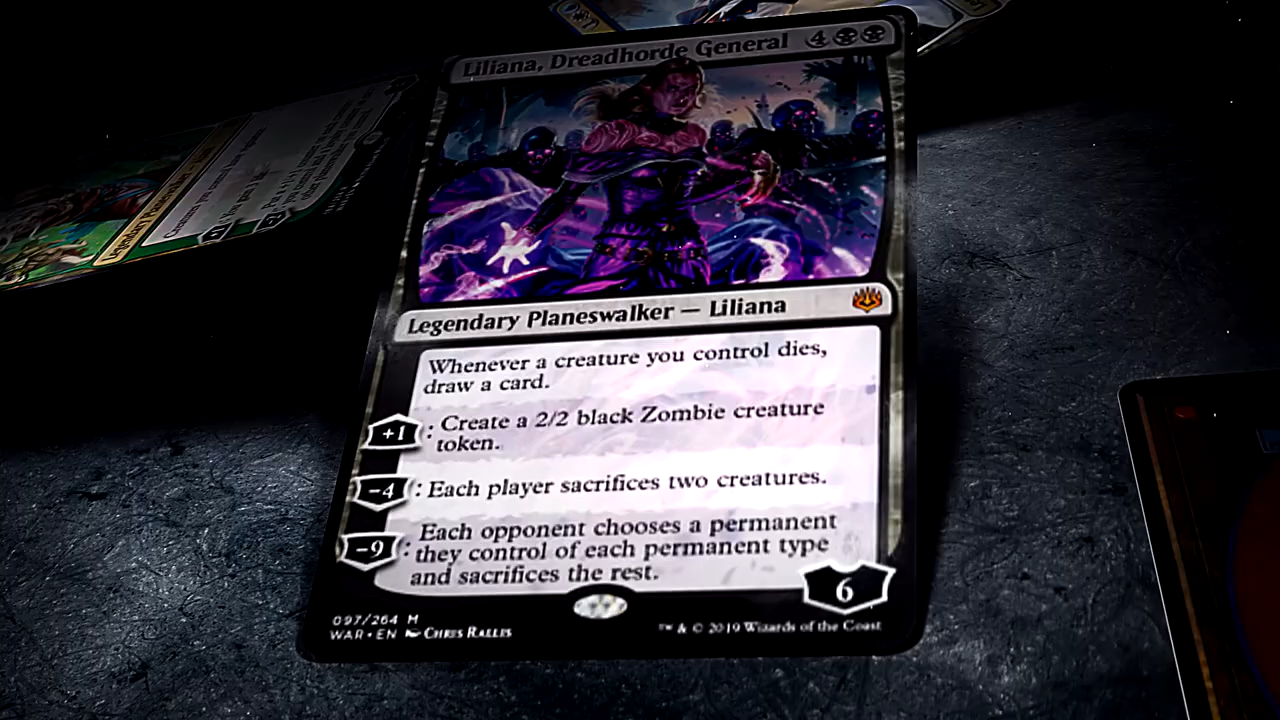 Liliana, Dreadhorde General 4
Legendary Planeswalker — Liliana
Whenever a creature you control dies,
draw a card.
+1 : Create a 2/2 black Zombie creature
token.
-4 : Each player sacrifices two creatures.
Each opponent chooses a permanent
-9 : they control of each permanent type
and sacrifices the rest.
6
097/264 M
WAR • EN Chris Rallis
™ & © 2019 Wizards of the Coast